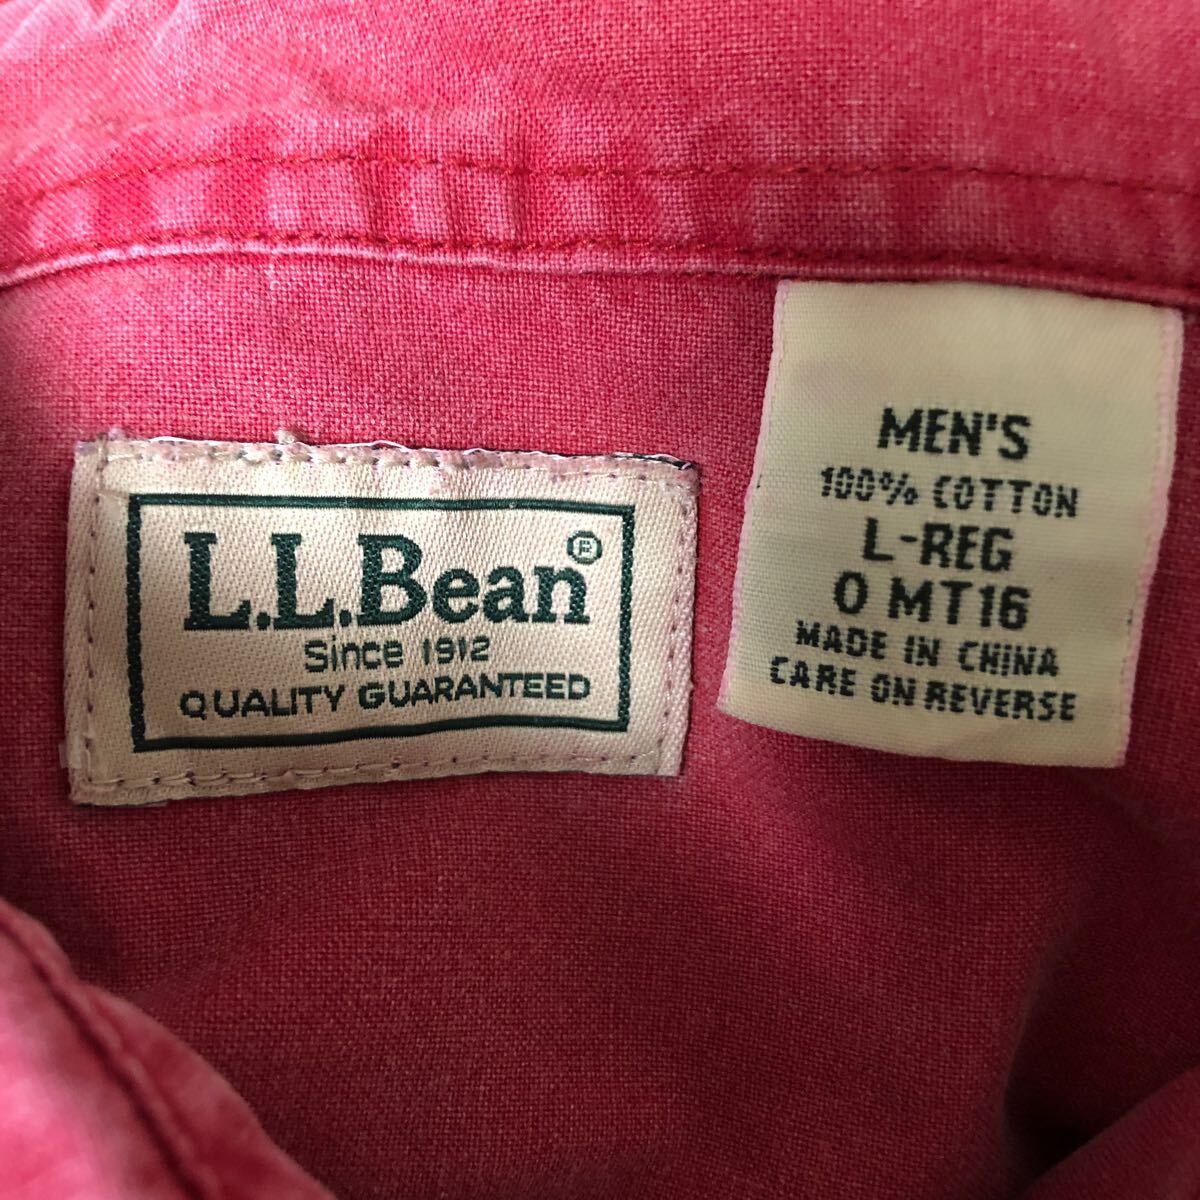 L.L.Bean®
Since 1912
QUALITY GUARANTEED
MEN'S
100% COTTON
L-REG
0 MT16
MADE IN CHINA
CARE ON REVERSE